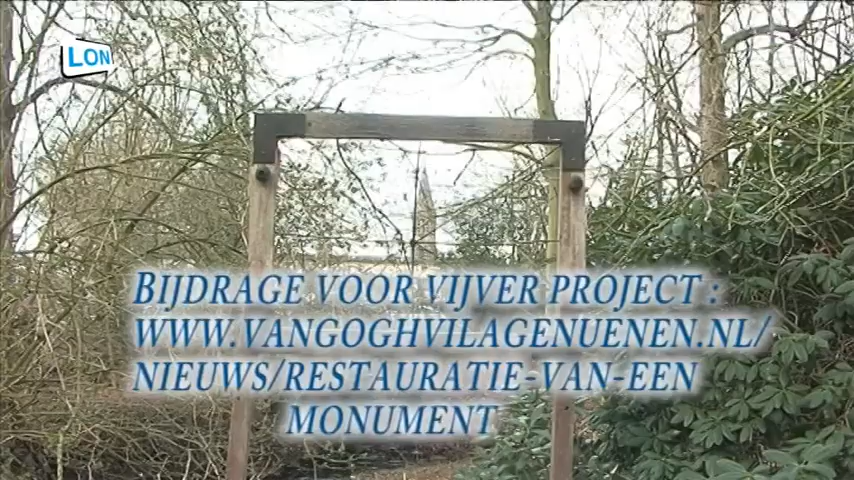 LON
BIJDRAGE VOOR VIJVER PROJECT :
WWW.VANGOGHVILAGENUENEN.NL/
NIEUWS/RESTAURATIE-VAN-EEN
MONUMENT